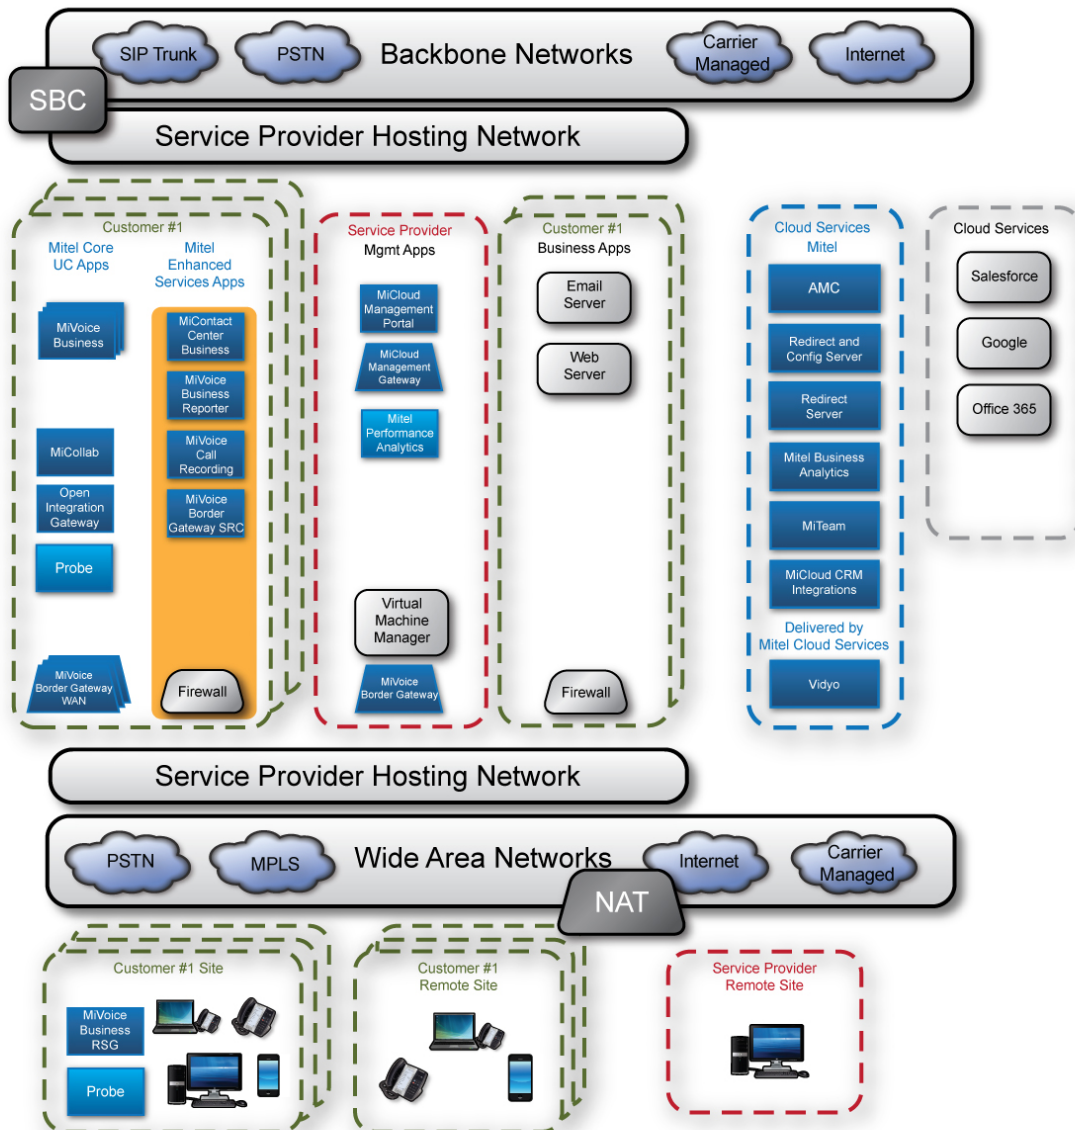 SIP Trunk
PSTN
Backbone Networks
Carrier
Managed
Internet
SBC
Service Provider Hosting Network
Customer #1
Mitel Core
UC Apps
Mitel
Enhanced
Services Apps
MiVoice
Business
MiCollab
Open
Integration
Gateway
Probe
MiVoice
Border Gateway
WAN
MiContact
Center
Business
MiVoice
Business
Reporter
MiVoice
Call
Recording
MiVoice
Border
Gateway SRC
Firewall
Service Provider
Mgmt Apps
MiCloud
Management
Portal
MiCloud
Management
Gateway
Mitel
Performance
Analytics
Virtual
Machine
Manager
MiVoice
Border Gateway
Customer #1
Business Apps
Email
Server
Web
Server
Firewall
Cloud Services
Mitel
AMC
Redirect and
Config Server
Redirect
Server
Mitel Business
Analytics
MiTeam
MiCloud CRM
Integrations
Delivered by
Mitel Cloud Services
Vidyo
Cloud Services
Salesforce
Google
Office 365
Service Provider Hosting Network
PSTN
MPLS
Wide Area Networks
Internet
Carrier
Managed
NAT
Customer #1 Site
MiVoice
Business
RSG
Probe
Customer #1
Remote Site
Service Provider
Remote Site